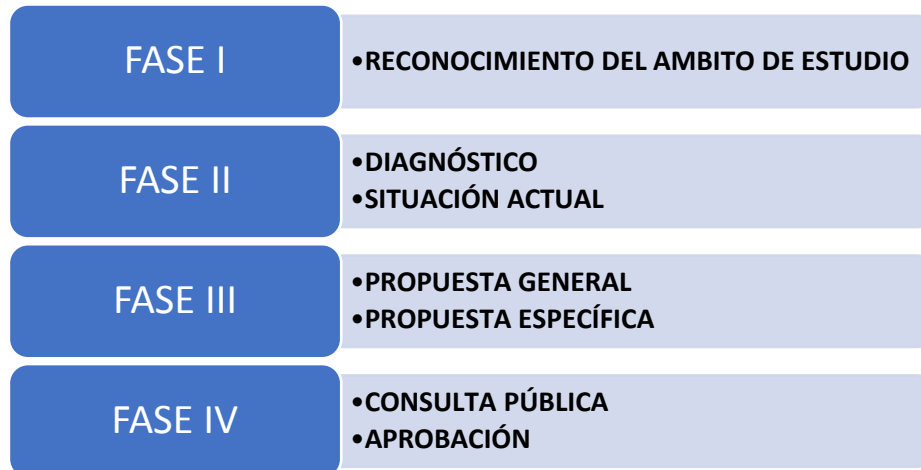 FASE I
•RECONOCIMIENTO DEL AMBITO DE ESTUDIO
FASE II
•DIAGNÓSTICO
•SITUACIÓN ACTUAL
FASE III
•PROPUESTA GENERAL
•PROPUESTA ESPECÍFICA
FASE IV
•CONSULTA PÚBLICA
•APROBACIÓN